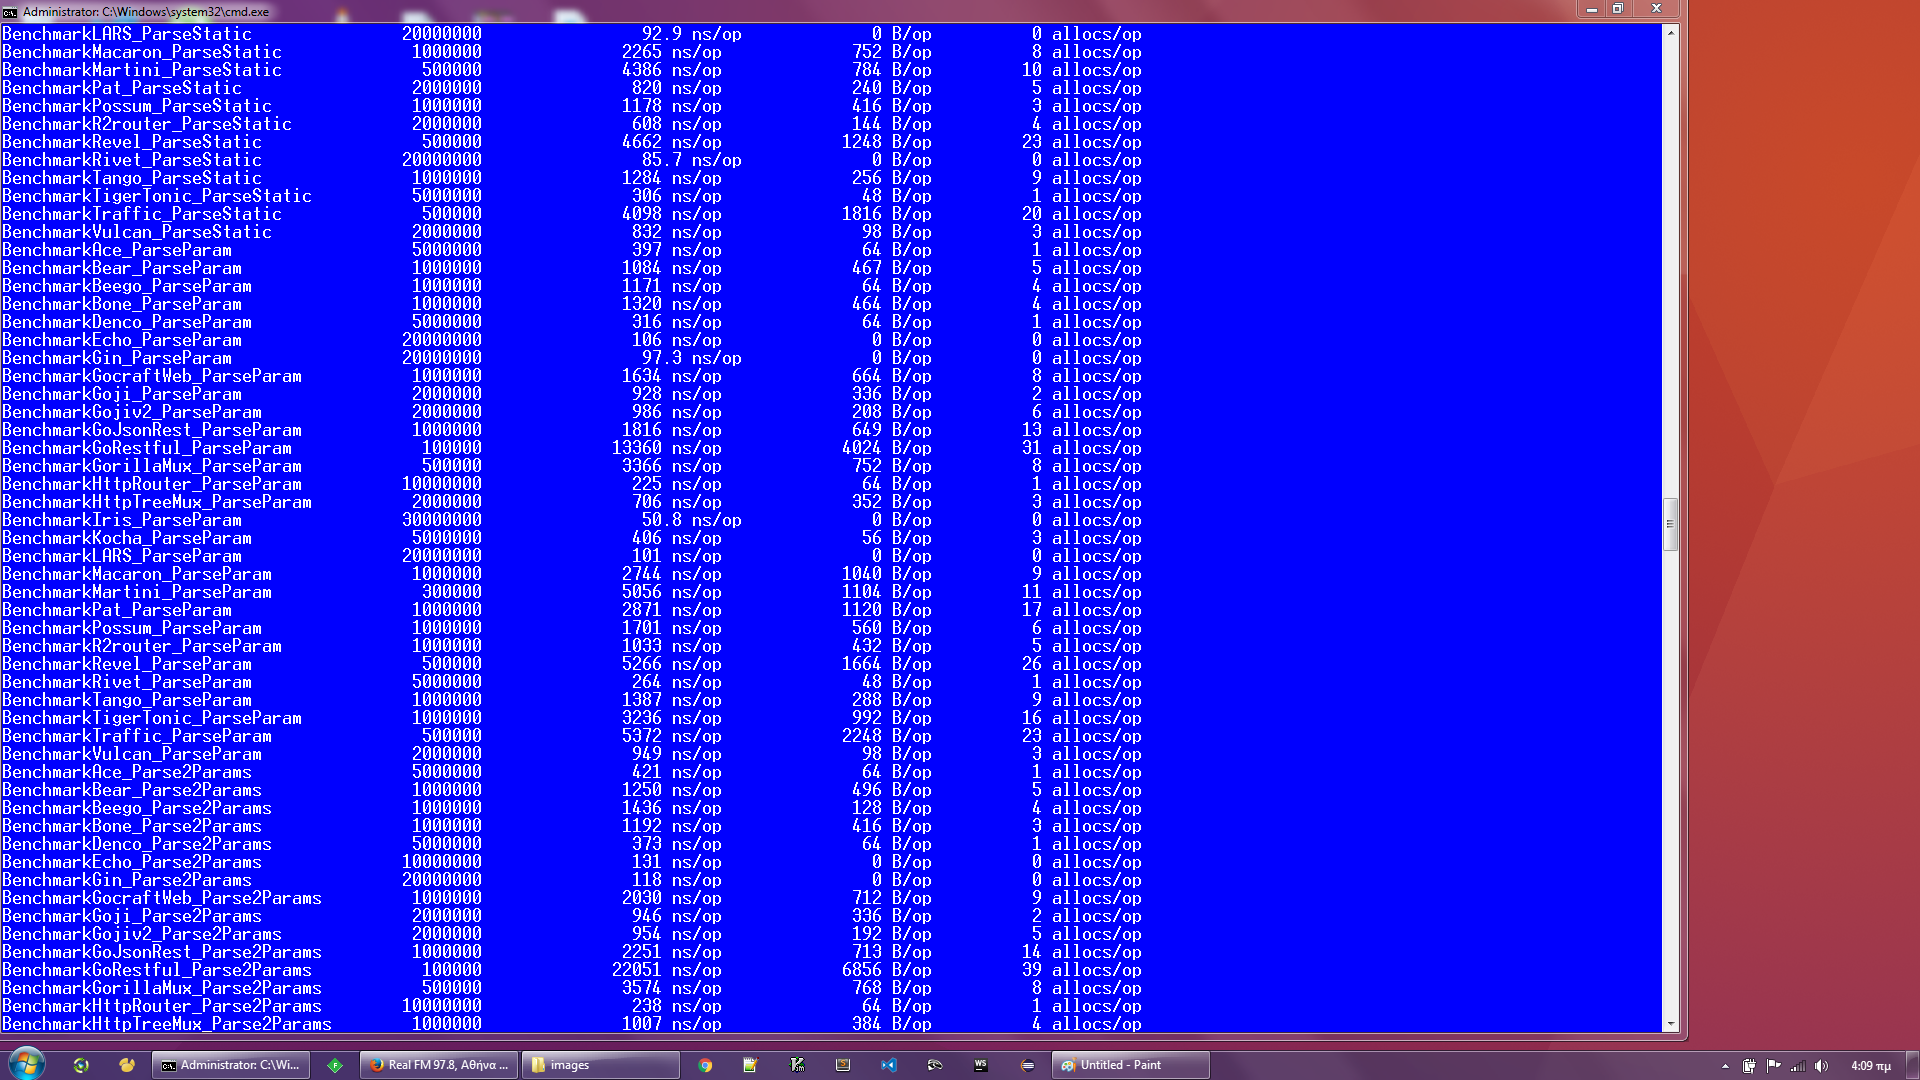 Administrator: C:\Windows\system32\cmd.exe
BenchmarkLARS_ParseStatic 20000000 92.9 ns/op 0 B/op 0 allocs/op
BenchmarkMacaron_ParseStatic 1000000 2265 ns/op 752 B/op 8 allocs/op
BenchmarkMartini_ParseStatic 500000 4386 ns/op 784 B/op 10 allocs/op
BenchmarkPat_ParseStatic 2000000 820 ns/op 240 B/op 5 allocs/op
BenchmarkPossum_ParseStatic 1000000 1178 ns/op 416 B/op 3 allocs/op
BenchmarkR2router_ParseStatic 2000000 608 ns/op 144 B/op 4 allocs/op
BenchmarkRevel_ParseStatic 500000 4662 ns/op 1248 B/op 23 allocs/op
BenchmarkRivet_ParseStatic 20000000 85.7 ns/op 0 B/op 0 allocs/op
BenchmarkTango_ParseStatic 1000000 1284 ns/op 256 B/op 9 allocs/op
BenchmarkTigerTonic_ParseStatic 5000000 306 ns/op 48 B/op 1 allocs/op
BenchmarkTraffic_ParseStatic 500000 4098 ns/op 1816 B/op 20 allocs/op
BenchmarkVulcan_ParseStatic 2000000 832 ns/op 98 B/op 3 allocs/op
BenchmarkAce_ParseParam 5000000 397 ns/op 64 B/op 1 allocs/op
BenchmarkBear_ParseParam 1000000 1084 ns/op 467 B/op 5 allocs/op
BenchmarkBeego_ParseParam 1000000 1171 ns/op 64 B/op 4 allocs/op
BenchmarkBone_ParseParam 1000000 1320 ns/op 464 B/op 4 allocs/op
BenchmarkDenco_ParseParam 5000000 316 ns/op 64 B/op 1 allocs/op
BenchmarkEcho_ParseParam 20000000 106 ns/op 0 B/op 0 allocs/op
BenchmarkGin_ParseParam 20000000 97.3 ns/op 0 B/op 0 allocs/op
BenchmarkGocraftWeb_ParseParam 1000000 1634 ns/op 664 B/op 8 allocs/op
BenchmarkGoji_ParseParam 2000000 928 ns/op 336 B/op 2 allocs/op
BenchmarkGojiv2_ParseParam 2000000 986 ns/op 208 B/op 6 allocs/op
BenchmarkGoJsonRest_ParseParam 1000000 1816 ns/op 649 B/op 13 allocs/op
BenchmarkGoRestful_ParseParam 100000 13360 ns/op 4024 B/op 31 allocs/op
BenchmarkGorillaMux_ParseParam 500000 3366 ns/op 752 B/op 8 allocs/op
BenchmarkHttpRouter_ParseParam 10000000 225 ns/op 64 B/op 1 allocs/op
BenchmarkHttpTreeMux_ParseParam 2000000 706 ns/op 352 B/op 3 allocs/op
BenchmarkIris_ParseParam 30000000 50.8 ns/op 0 B/op 0 allocs/op
BenchmarkKocha_ParseParam 5000000 406 ns/op 56 B/op 3 allocs/op
BenchmarkLARS_ParseParam 20000000 101 ns/op 0 B/op 0 allocs/op
BenchmarkMacaron_ParseParam 1000000 2744 ns/op 1040 B/op 9 allocs/op
BenchmarkMartini_ParseParam 300000 5056 ns/op 1104 B/op 11 allocs/op
BenchmarkPat_ParseParam 1000000 2871 ns/op 1120 B/op 17 allocs/op
BenchmarkPossum_ParseParam 1000000 1701 ns/op 560 B/op 6 allocs/op
BenchmarkR2router_ParseParam 1000000 1033 ns/op 432 B/op 5 allocs/op
BenchmarkRevel_ParseParam 500000 5266 ns/op 1664 B/op 26 allocs/op
BenchmarkRivet_ParseParam 5000000 264 ns/op 48 B/op 1 allocs/op
BenchmarkTango_ParseParam 1000000 1387 ns/op 288 B/op 9 allocs/op
BenchmarkTigerTonic_ParseParam 1000000 3236 ns/op 992 B/op 16 allocs/op
BenchmarkTraffic_ParseParam 500000 5372 ns/op 2248 B/op 23 allocs/op
BenchmarkVulcan_ParseParam 2000000 949 ns/op 98 B/op 3 allocs/op
BenchmarkAce_Parse2Params 5000000 421 ns/op 64 B/op 1 allocs/op
BenchmarkBear_Parse2Params 1000000 1250 ns/op 496 B/op 5 allocs/op
BenchmarkBeego_Parse2Params 1000000 1436 ns/op 128 B/op 4 allocs/op
BenchmarkBone_Parse2Params 1000000 1192 ns/op 416 B/op 3 allocs/op
BenchmarkDenco_Parse2Params 5000000 373 ns/op 64 B/op 1 allocs/op
BenchmarkEcho_Parse2Params 10000000 131 ns/op 0 B/op 0 allocs/op
BenchmarkGin_Parse2Params 20000000 118 ns/op 0 B/op 0 allocs/op
BenchmarkGocraftWeb_Parse2Params 1000000 2030 ns/op 712 B/op 9 allocs/op
BenchmarkGoji_Parse2Params 2000000 946 ns/op 336 B/op 2 allocs/op
BenchmarkGojiv2_Parse2Params 2000000 954 ns/op 192 B/op 5 allocs/op
BenchmarkGoJsonRest_Parse2Params 1000000 2251 ns/op 713 B/op 14 allocs/op
BenchmarkGoRestful_Parse2Params 100000 22051 ns/op 6856 B/op 39 allocs/op
BenchmarkGorillaMux_Parse2Params 500000 3574 ns/op 768 B/op 8 allocs/op
BenchmarkHttpRouter_Parse2Params 10000000 238 ns/op 64 B/op 1 allocs/op
BenchmarkHttpTreeMux_Parse2Params 1000000 1007 ns/op 384 B/op 4 allocs/op
Administrator: C:\Wi... Real FM 97.8, Αθήνα ... images WS Untitled - Paint 4:09 πμ